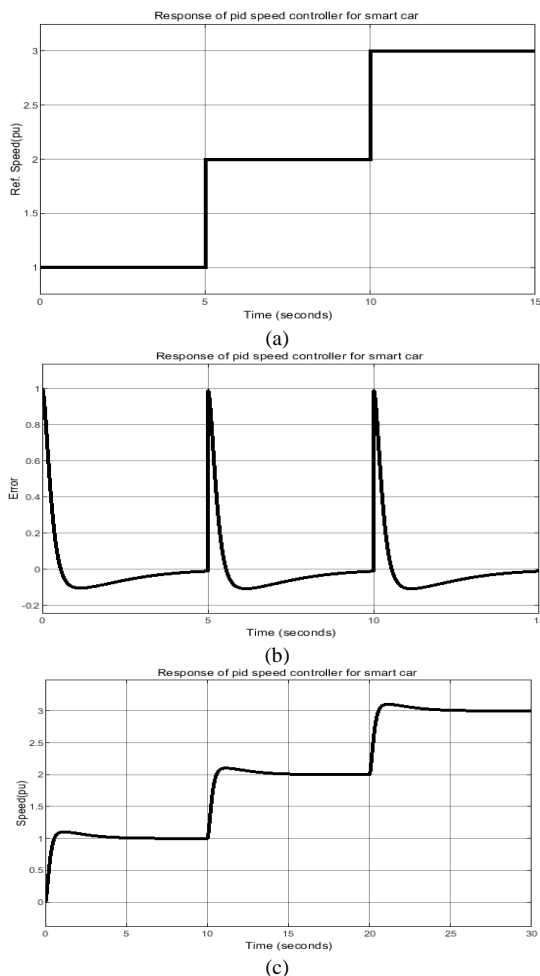 Response of pid speed controller for smart car
Ref. Speed(pu)
3
2.5
2
1.5
1
0
5
10
15
Time (seconds)
(a)
Response of pid speed controller for smart car
Error
1
0.8
0.6
0.4
0.2
0
-0.2
0
5
10
Time (seconds)
(b)
Response of pid speed controller for smart car
Speed(pu)
3
2.5
2
1.5
1
0.5
0
0
5
10
15
20
25
30
Time (seconds)
(c)